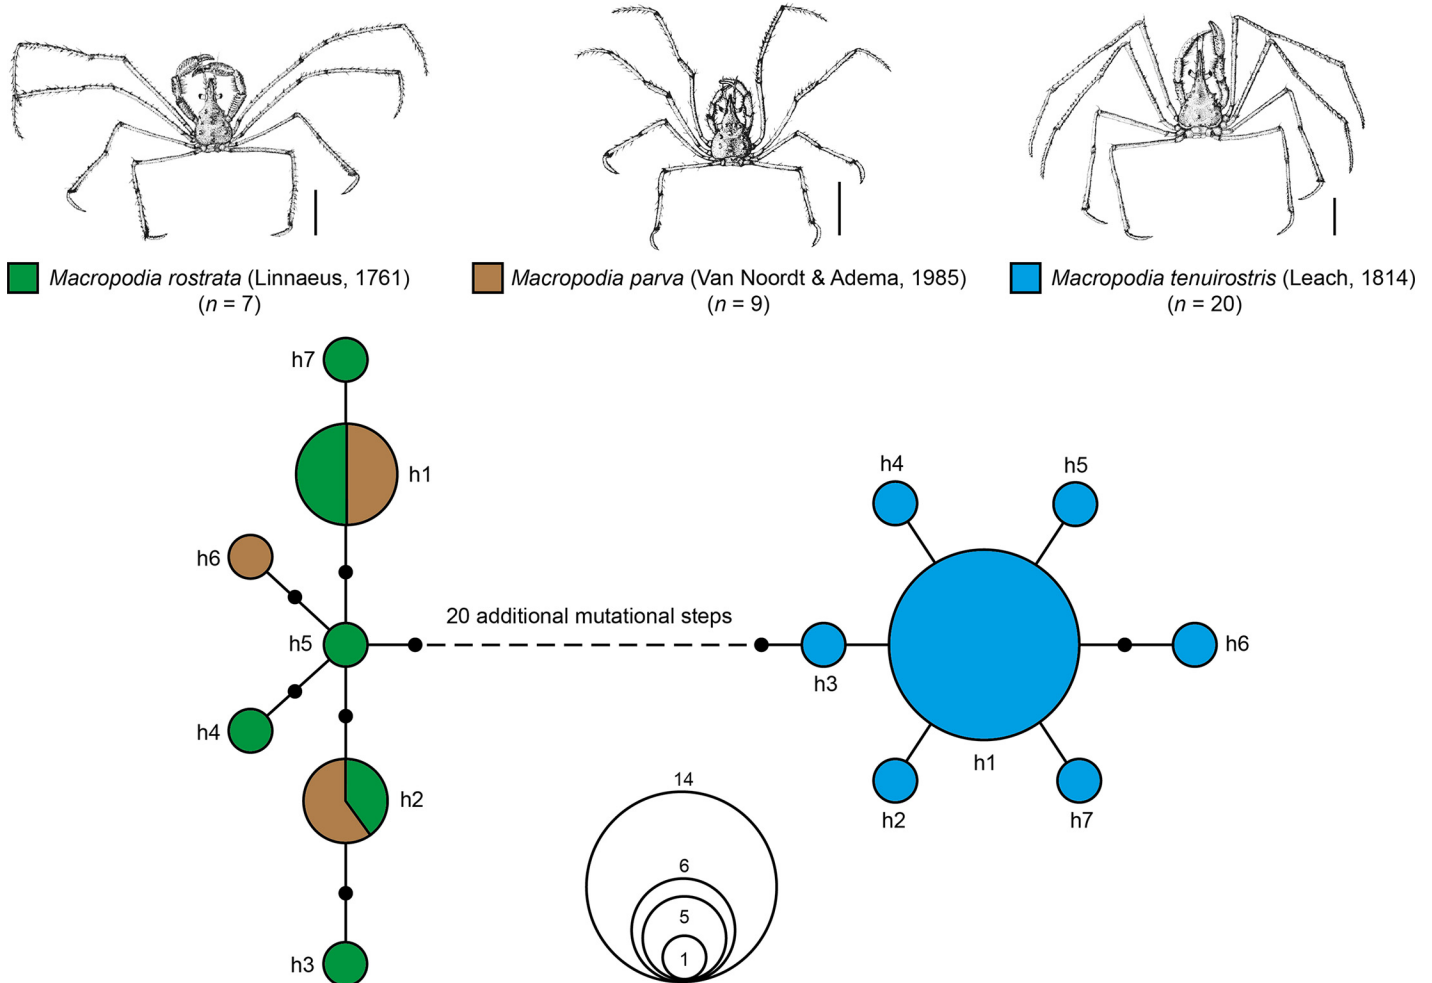 Macropodia rostrata (Linnaeus, 1761)
(n = 7)
Macropodia parva (Van Noordt & Adema, 1985)
(n = 9)
Macropodia tenuirostris (Leach, 1814)
(n = 20)
h7
h1
h6
h5
h4
h2
h3
20 additional mutational steps
h4
h5
h3
h1
h6
h2
h7
14
6
5
1